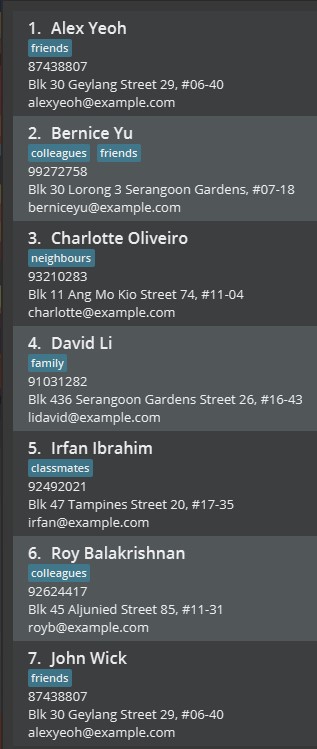 1. Alex Yeoh
friends
87438807
Blk 30 Geylang Street 29, #06-40
alexyeoh@example.com
2. Bernice Yu
colleagues friends
99272758
Blk 30 Lorong 3 Serangoon Gardens, #07-18
berniceyu@example.com
3. Charlotte Oliveiro
neighbours
93210283
Blk 11 Ang Mo Kio Street 74, #11-04
charlotte@example.com
4. David Li
family
91031282
Blk 436 Serangoon Gardens Street 26, #16-43
lidavid@example.com
5. Irfan Ibrahim
classmates
92492021
Blk 47 Tampines Street 20, #17-35
irfan@example.com
6. Roy Balakrishnan
colleagues
92624417
Blk 45 Aljunied Street 85, #11-31
royb@example.com
7. John Wick
friends
87438807
Blk 30 Geylang Street 29, #06-40
alexyeoh@example.com